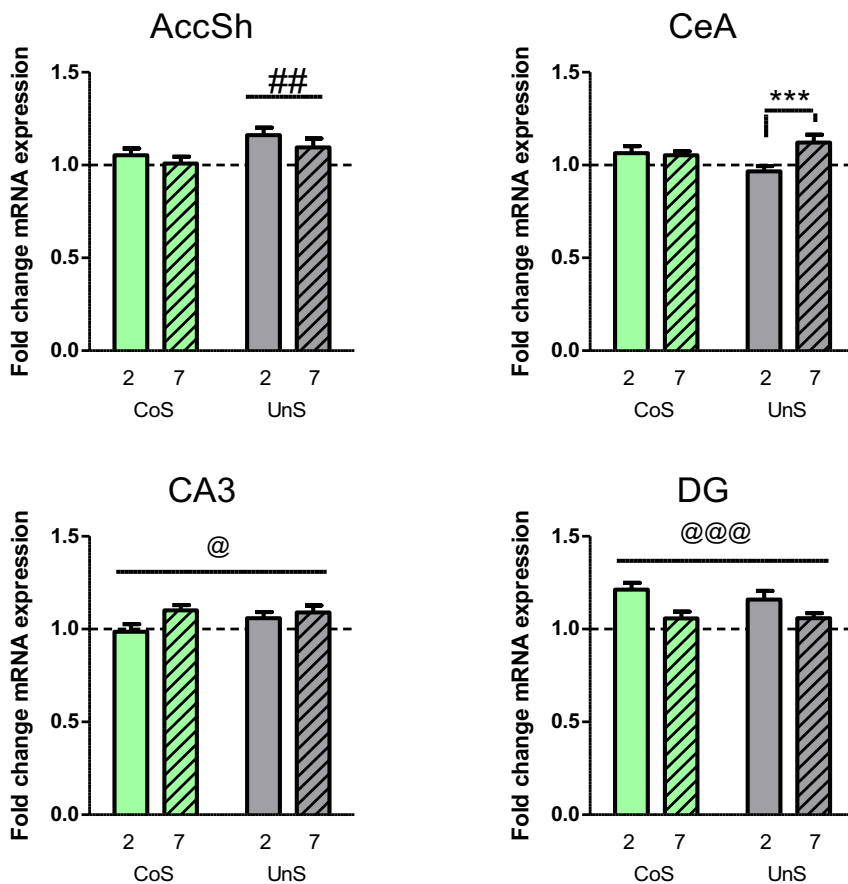 AccSh
Fold change mRNA expression
1.5
1.0
0.5
0.0
##
2 7 2 7
CoS UnS
CeA
Fold change mRNA expression
1.5
1.0
0.5
0.0
***
2 7 2 7
CoS UnS
CA3
Fold change mRNA expression
1.5
1.0
0.5
0.0
@
2 7 2 7
CoS UnS
DG
Fold change mRNA expression
1.5
1.0
0.5
0.0
@@@
2 7 2 7
CoS UnS